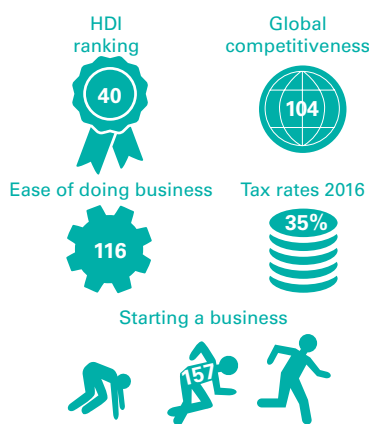 HDI
ranking
40
Global
competitiveness
104
Ease of doing business
116
Tax rates 2016
35%
Starting a business
157